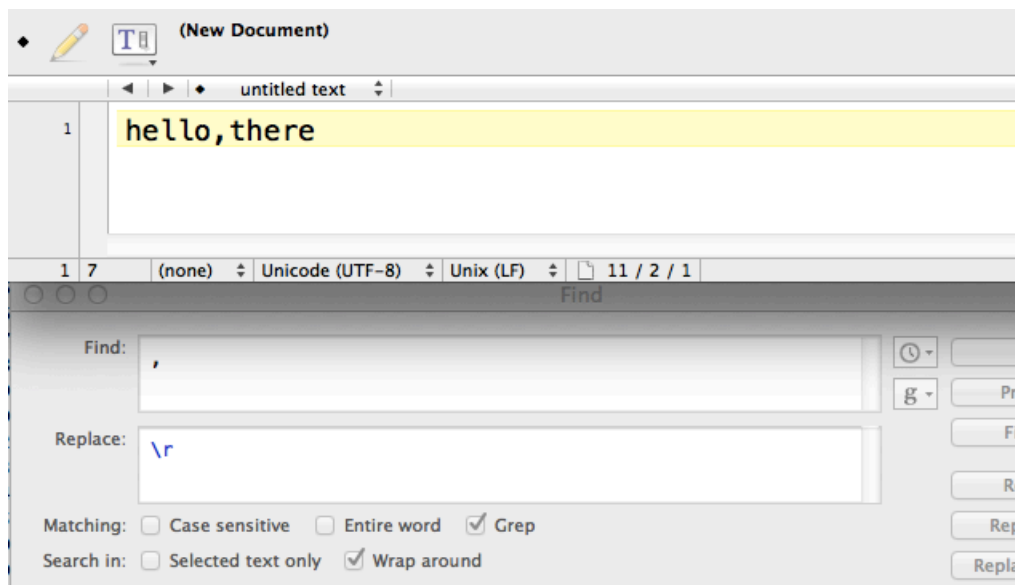 (New Document)
untitled text
1 hello,there
1 7 (none) Unicode (UTF-8) Unix (LF) 11 / 2 / 1
Find
Find: ,
g
Replace: \r
Matching: Case sensitive Entire word Grep
Search in: Selected text only Wrap around